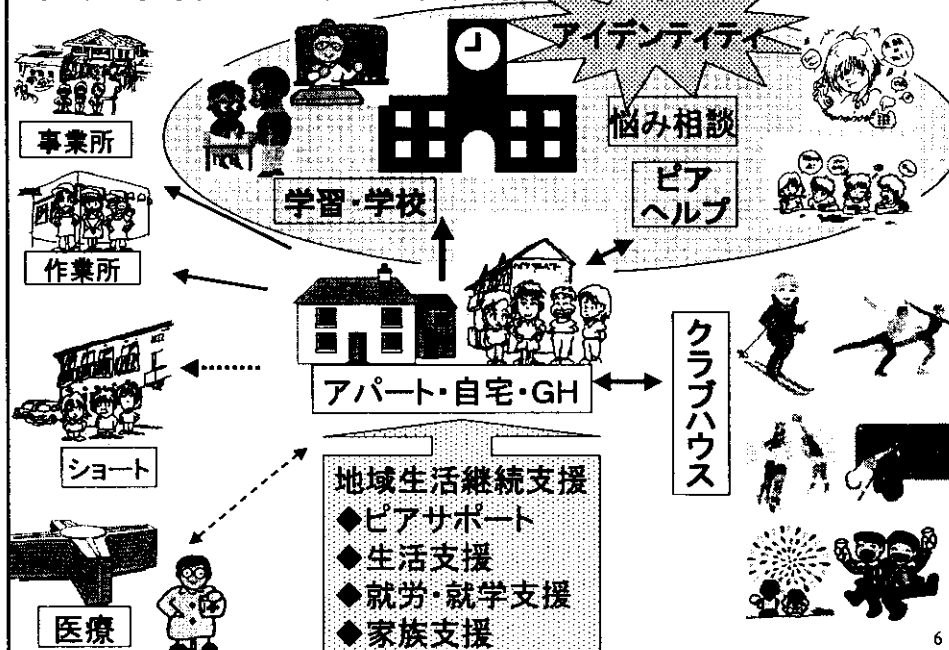 アイデンティティ
事業所
悩み相談
学習・学校
ピア
ヘルプ
作業所
クラブハウス
アパート・自宅・GH
ショート
地域生活継続支援
◆ピアサポート
◆生活支援
◆就労・就学支援
◆家族支援
医療
6